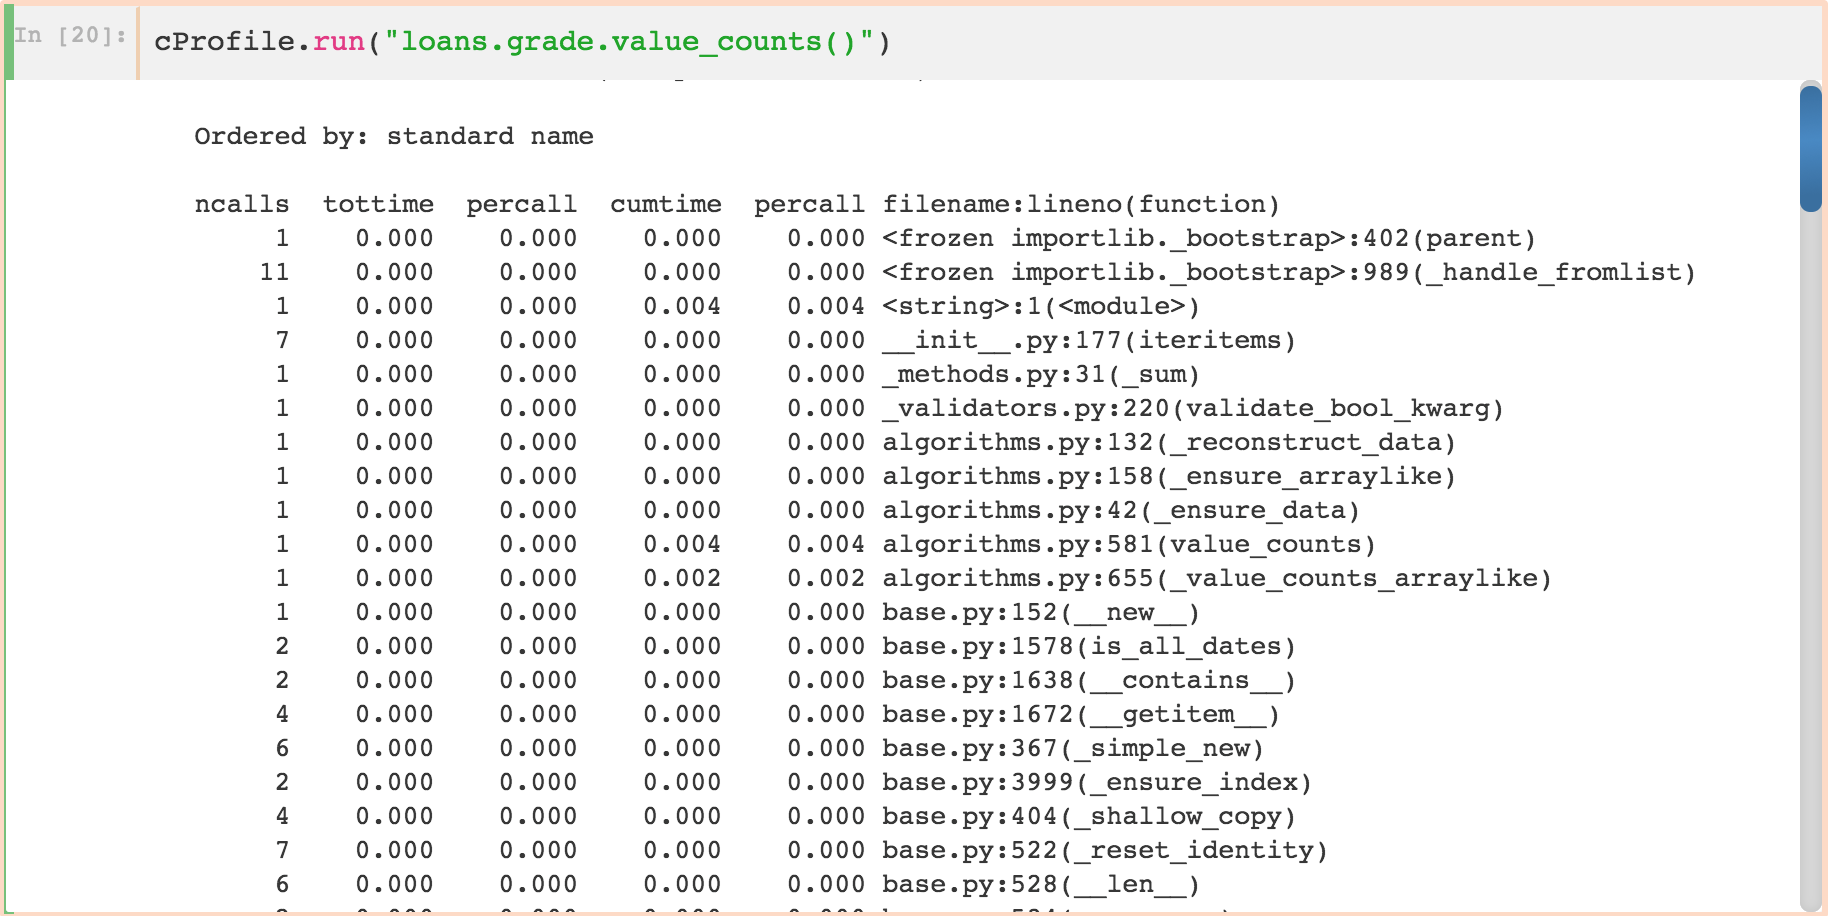 In [20]: cProfile.run("loans.grade.value_counts()")
Ordered by: standard name
ncalls  tottime  percall  cumtime  percall filename:lineno(function)
1    0.000    0.000    0.000    0.000 <frozen importlib._bootstrap>:402(parent)
11    0.000    0.000    0.000    0.000 <frozen importlib._bootstrap>:989(_handle_fromlist)
1    0.000    0.000    0.004    0.004 <string>:1(<module>)
7    0.000    0.000    0.000    0.000 __init__.py:177(iteritems)
1    0.000    0.000    0.000    0.000 _methods.py:31(_sum)
1    0.000    0.000    0.000    0.000 _validators.py:220(validate_bool_kwarg)
1    0.000    0.000    0.000    0.000 algorithms.py:132(_reconstruct_data)
1    0.000    0.000    0.000    0.000 algorithms.py:158(_ensure_arraylike)
1    0.000    0.000    0.000    0.000 algorithms.py:42(_ensure_data)
1    0.000    0.000    0.004    0.004 algorithms.py:581(value_counts)
1    0.000    0.000    0.002    0.002 algorithms.py:655(_value_counts_arraylike)
1    0.000    0.000    0.000    0.000 base.py:152(__new__)
2    0.000    0.000    0.000    0.000 base.py:1578(is_all_dates)
2    0.000    0.000    0.000    0.000 base.py:1638(__contains__)
4    0.000    0.000    0.000    0.000 base.py:1672(__getitem__)
6    0.000    0.000    0.000    0.000 base.py:367(_simple_new)
2    0.000    0.000    0.000    0.000 base.py:3999(_ensure_index)
4    0.000    0.000    0.000    0.000 base.py:404(_shallow_copy)
7    0.000    0.000    0.000    0.000 base.py:522(_reset_identity)
6    0.000    0.000    0.000    0.000 base.py:528(__len__)